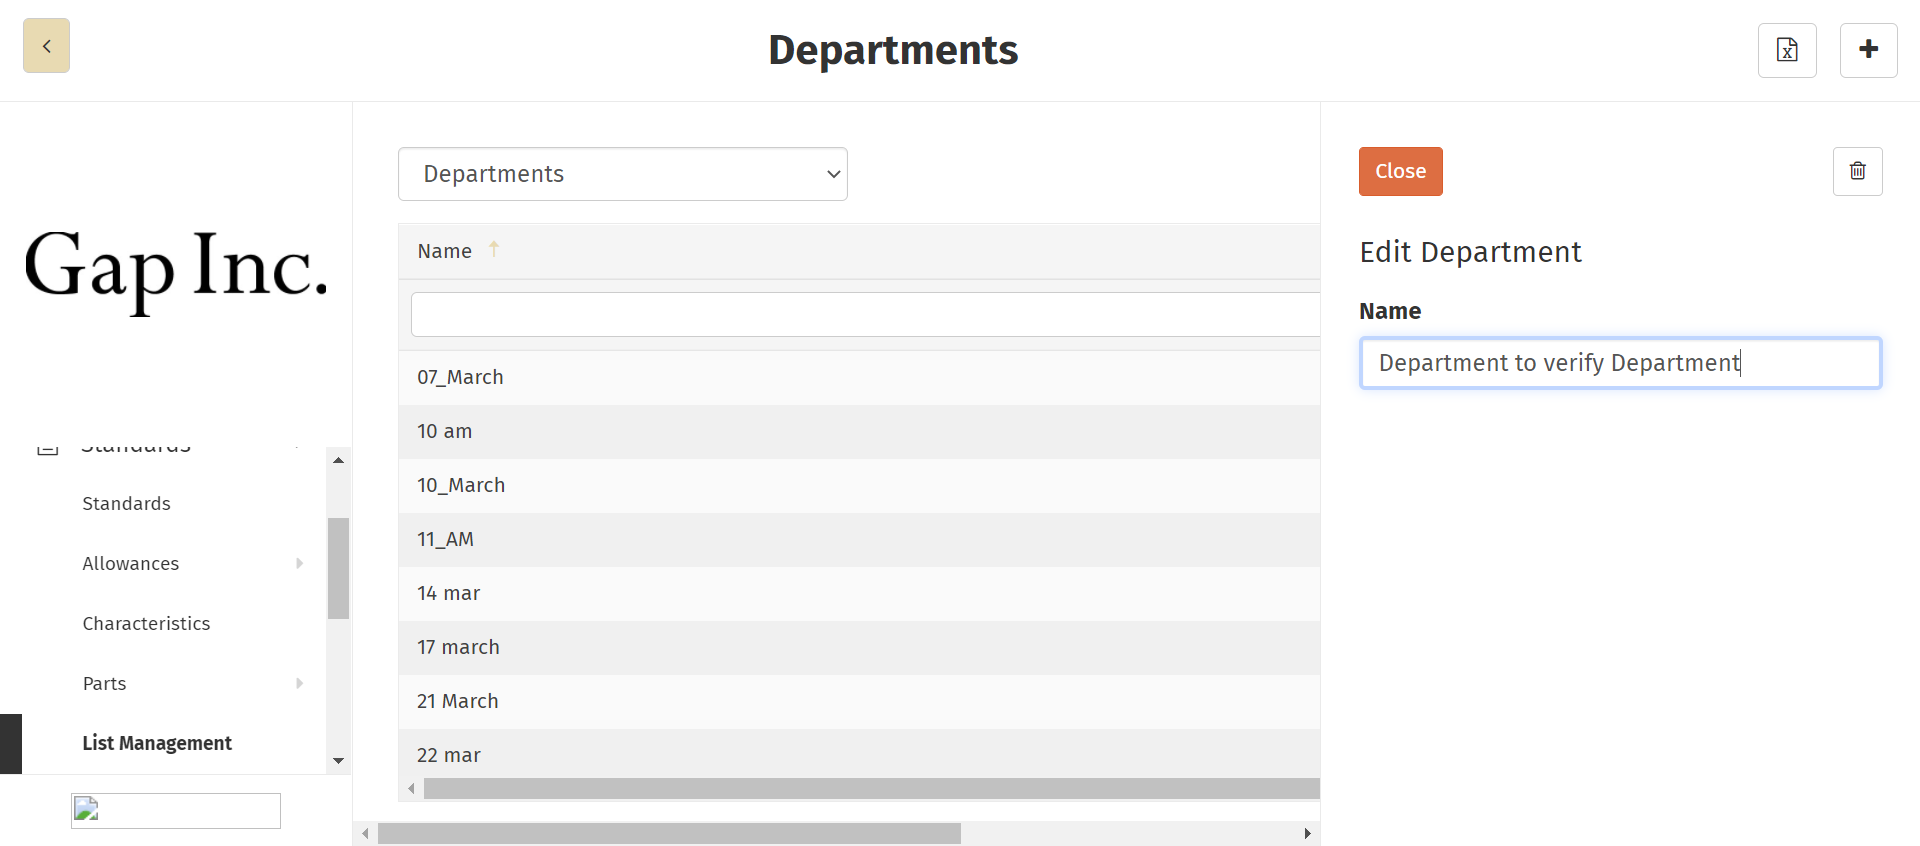 Departments
Gap Inc.
Standards
Standards
Allowances
Characteristics
Parts
List Management
Departments
Name
07_March
10 am
10_March
11_AM
14 mar
17 march
21 March
22 mar
Close
Edit Department
Name
Department to verify Department